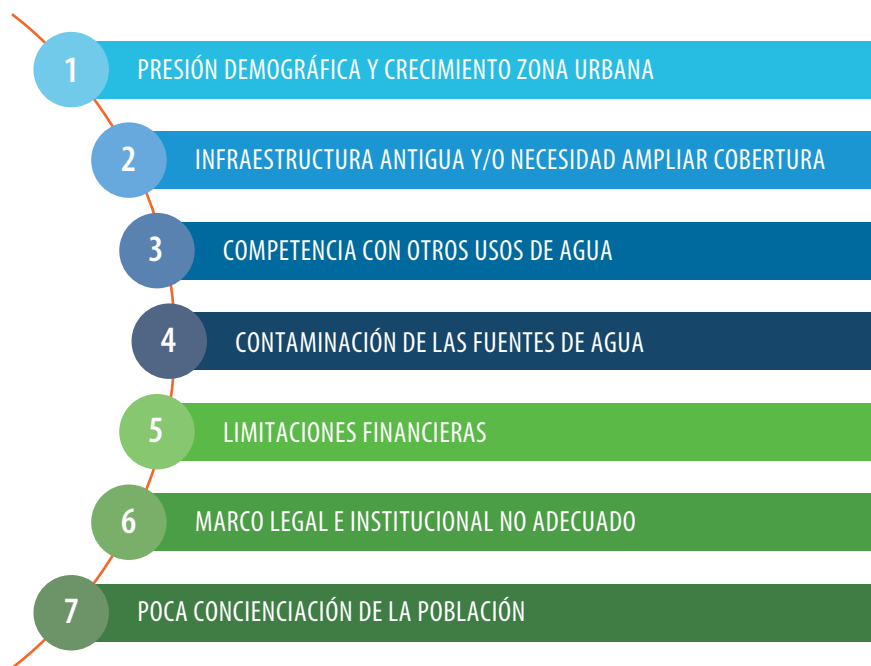 1 PRESIÓN DEMOGRÁFICA Y CRECIMIENTO ZONA URBANA
2 INFRAESTRUCTURA ANTIGUA Y/O NECESIDAD AMPLIAR COBERTURA
3 COMPETENCIA CON OTROS USOS DE AGUA
4 CONTAMINACIÓN DE LAS FUENTES DE AGUA
5 LIMITACIONES FINANCIERAS
6 MARCO LEGAL E INSTITUCIONAL NO ADECUADO
7 POCA CONCIENCIACIÓN DE LA POBLACIÓN